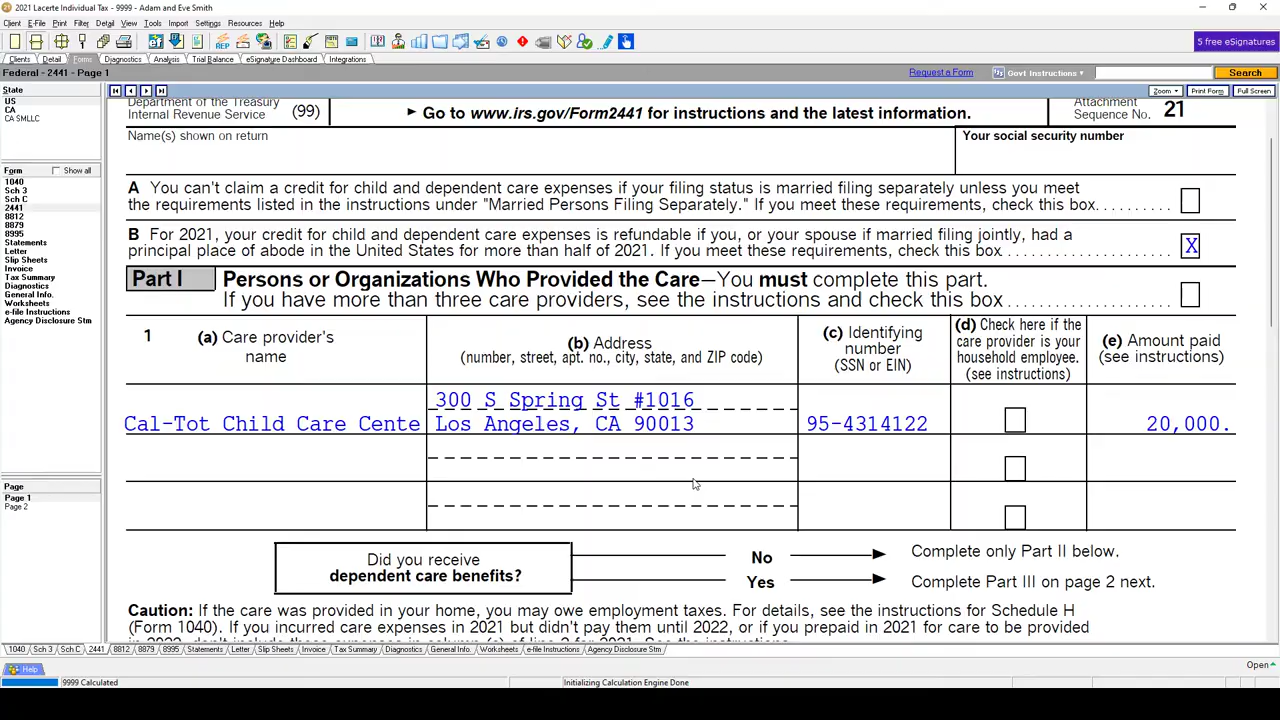 2021 Lacerte Individual Tax - 9999 - Adam and Eve Smith
Client E-File Print Filter Detail View Tools Import Settings Resources Help
REP
5 free eSignatures
Clients Detail Forms Diagnostics Analysis Trial Balance eSignature Dashboard Integrations
Federal - 2441 - Page 1
Request a Form
Govt Instructions
Search
State
US
CA
CA SMLLC
Form Show all
1040
Sch 3
Sch C
2441
8812
8879
8995
Statements
Letter
Slip Sheets
Invoice
Tax Summary
Diagnostics
General Info.
Worksheets
e-file Instructions
Agency Disclosure Stm
Page
Page 1
Page 2
Zoom Print Form Full Screen
Department of the Treasury
Internal Revenue Service (99)
► Go to www.irs.gov/Form2441 for instructions and the latest information.
Attachment
Sequence No. 21
Name(s) shown on return
Your social security number
A You can't claim a credit for child and dependent care expenses if your filing status is married filing separately unless you meet
the requirements listed in the instructions under "Married Persons Filing Separately." If you meet these requirements, check this box.........
B For 2021, your credit for child and dependent care expenses is refundable if you, or your spouse if married filing jointly, had a
principal place of abode in the United States for more than half of 2021. If you meet these requirements, check this box .................... X
Part I Persons or Organizations Who Provided the Care—You must complete this part.
If you have more than three care providers, see the instructions and check this box ....................
1 (a) Care provider's
name
(b) Address
(number, street, apt. no., city, state, and ZIP code)
(c) Identifying
number
(SSN or EIN)
(d) Check here if the
care provider is your
household employee.
(see instructions)
(e) Amount paid
(see instructions)
300 S Spring St #1016
Cal-Tot Child Care Cente Los Angeles, CA 90013 95-4314122 20,000.
Did you receive
dependent care benefits?
No Complete only Part II below.
Yes Complete Part III on page 2 next.
Caution: If the care was provided in your home, you may owe employment taxes. For details, see the instructions for Schedule H
(Form 1040). If you incurred care expenses in 2021 but didn't pay them until 2022, or if you prepaid in 2021 for care to be provided
in 2022, don't include these expenses in column (e) of line 2 for 2021. See the instructions.
1040 Sch 3 Sch C 2441 8812 8879 8995 Statements Letter Slip Sheets Invoice Tax Summary Diagnostics General Info. Worksheets e-file Instructions Agency Disclosure Stm
Help
Open
9999 Calculated
Initializing Calculation Engine Done